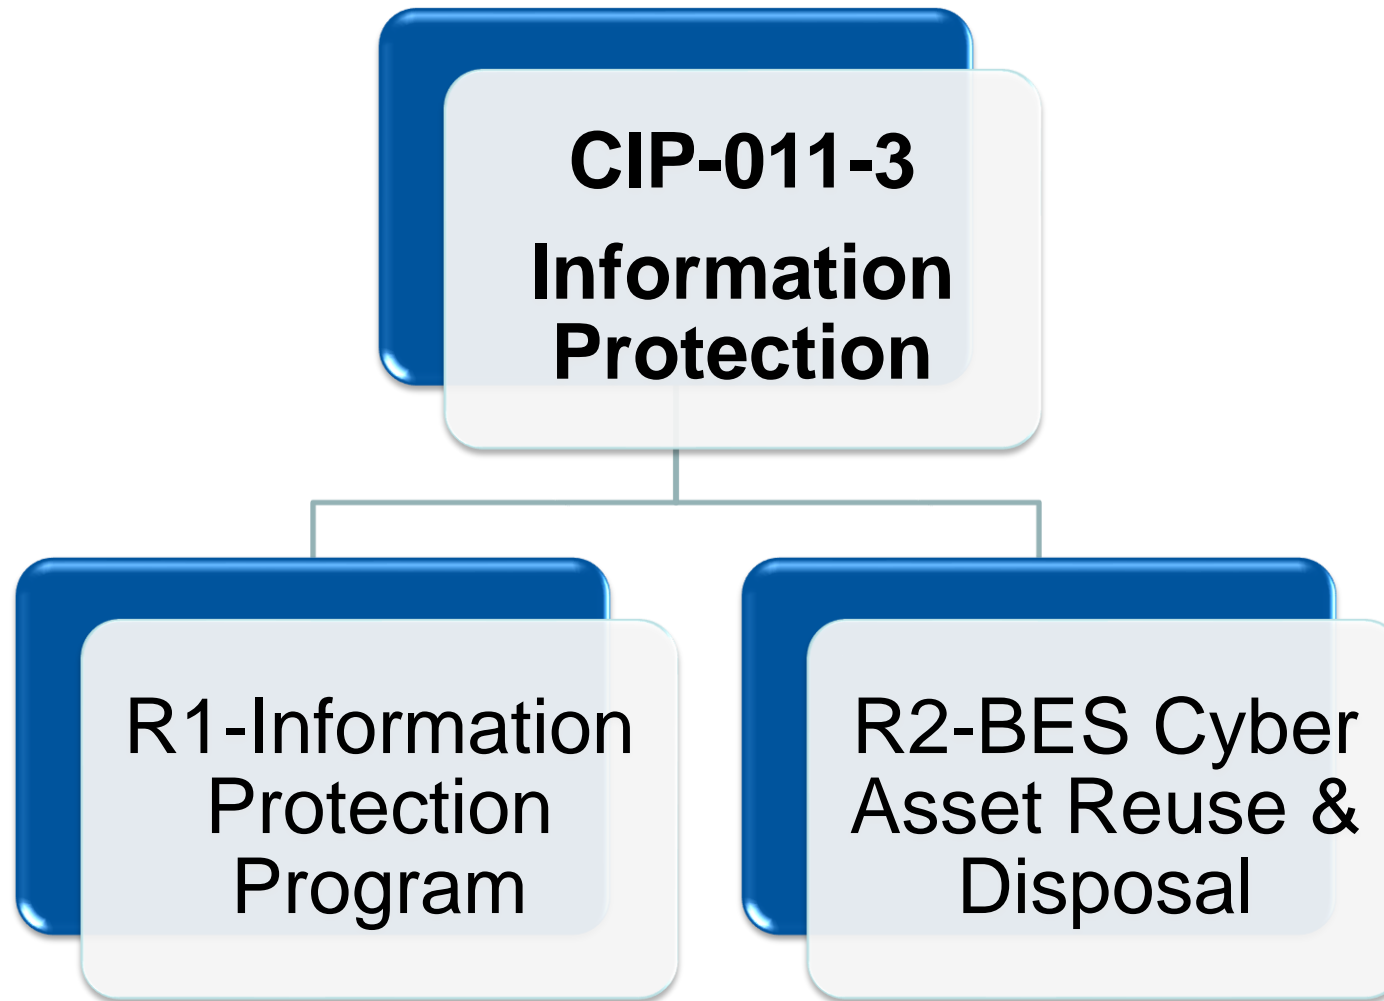 CIP-011-3
Information
Protection
R1-Information
Protection
Program
R2-BES Cyber
Asset Reuse &
Disposal